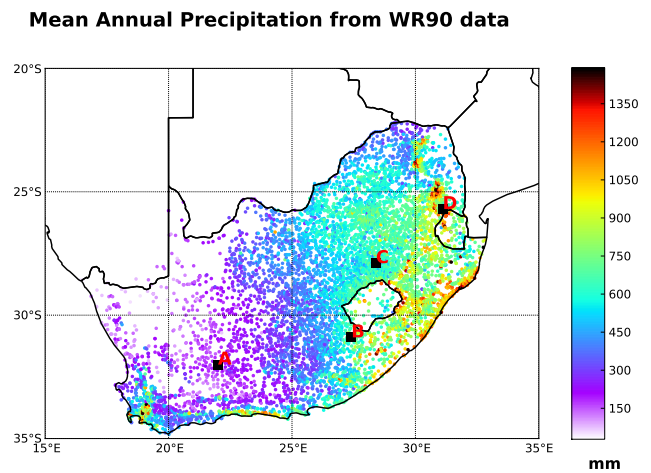 Mean Annual Precipitation from WR90 data
20°S
25°S
30°S
35°S
15°E
20°E
25°E
30°E
35°E
A
B
C
D
1350
1200
1050
900
750
600
450
300
150
mm